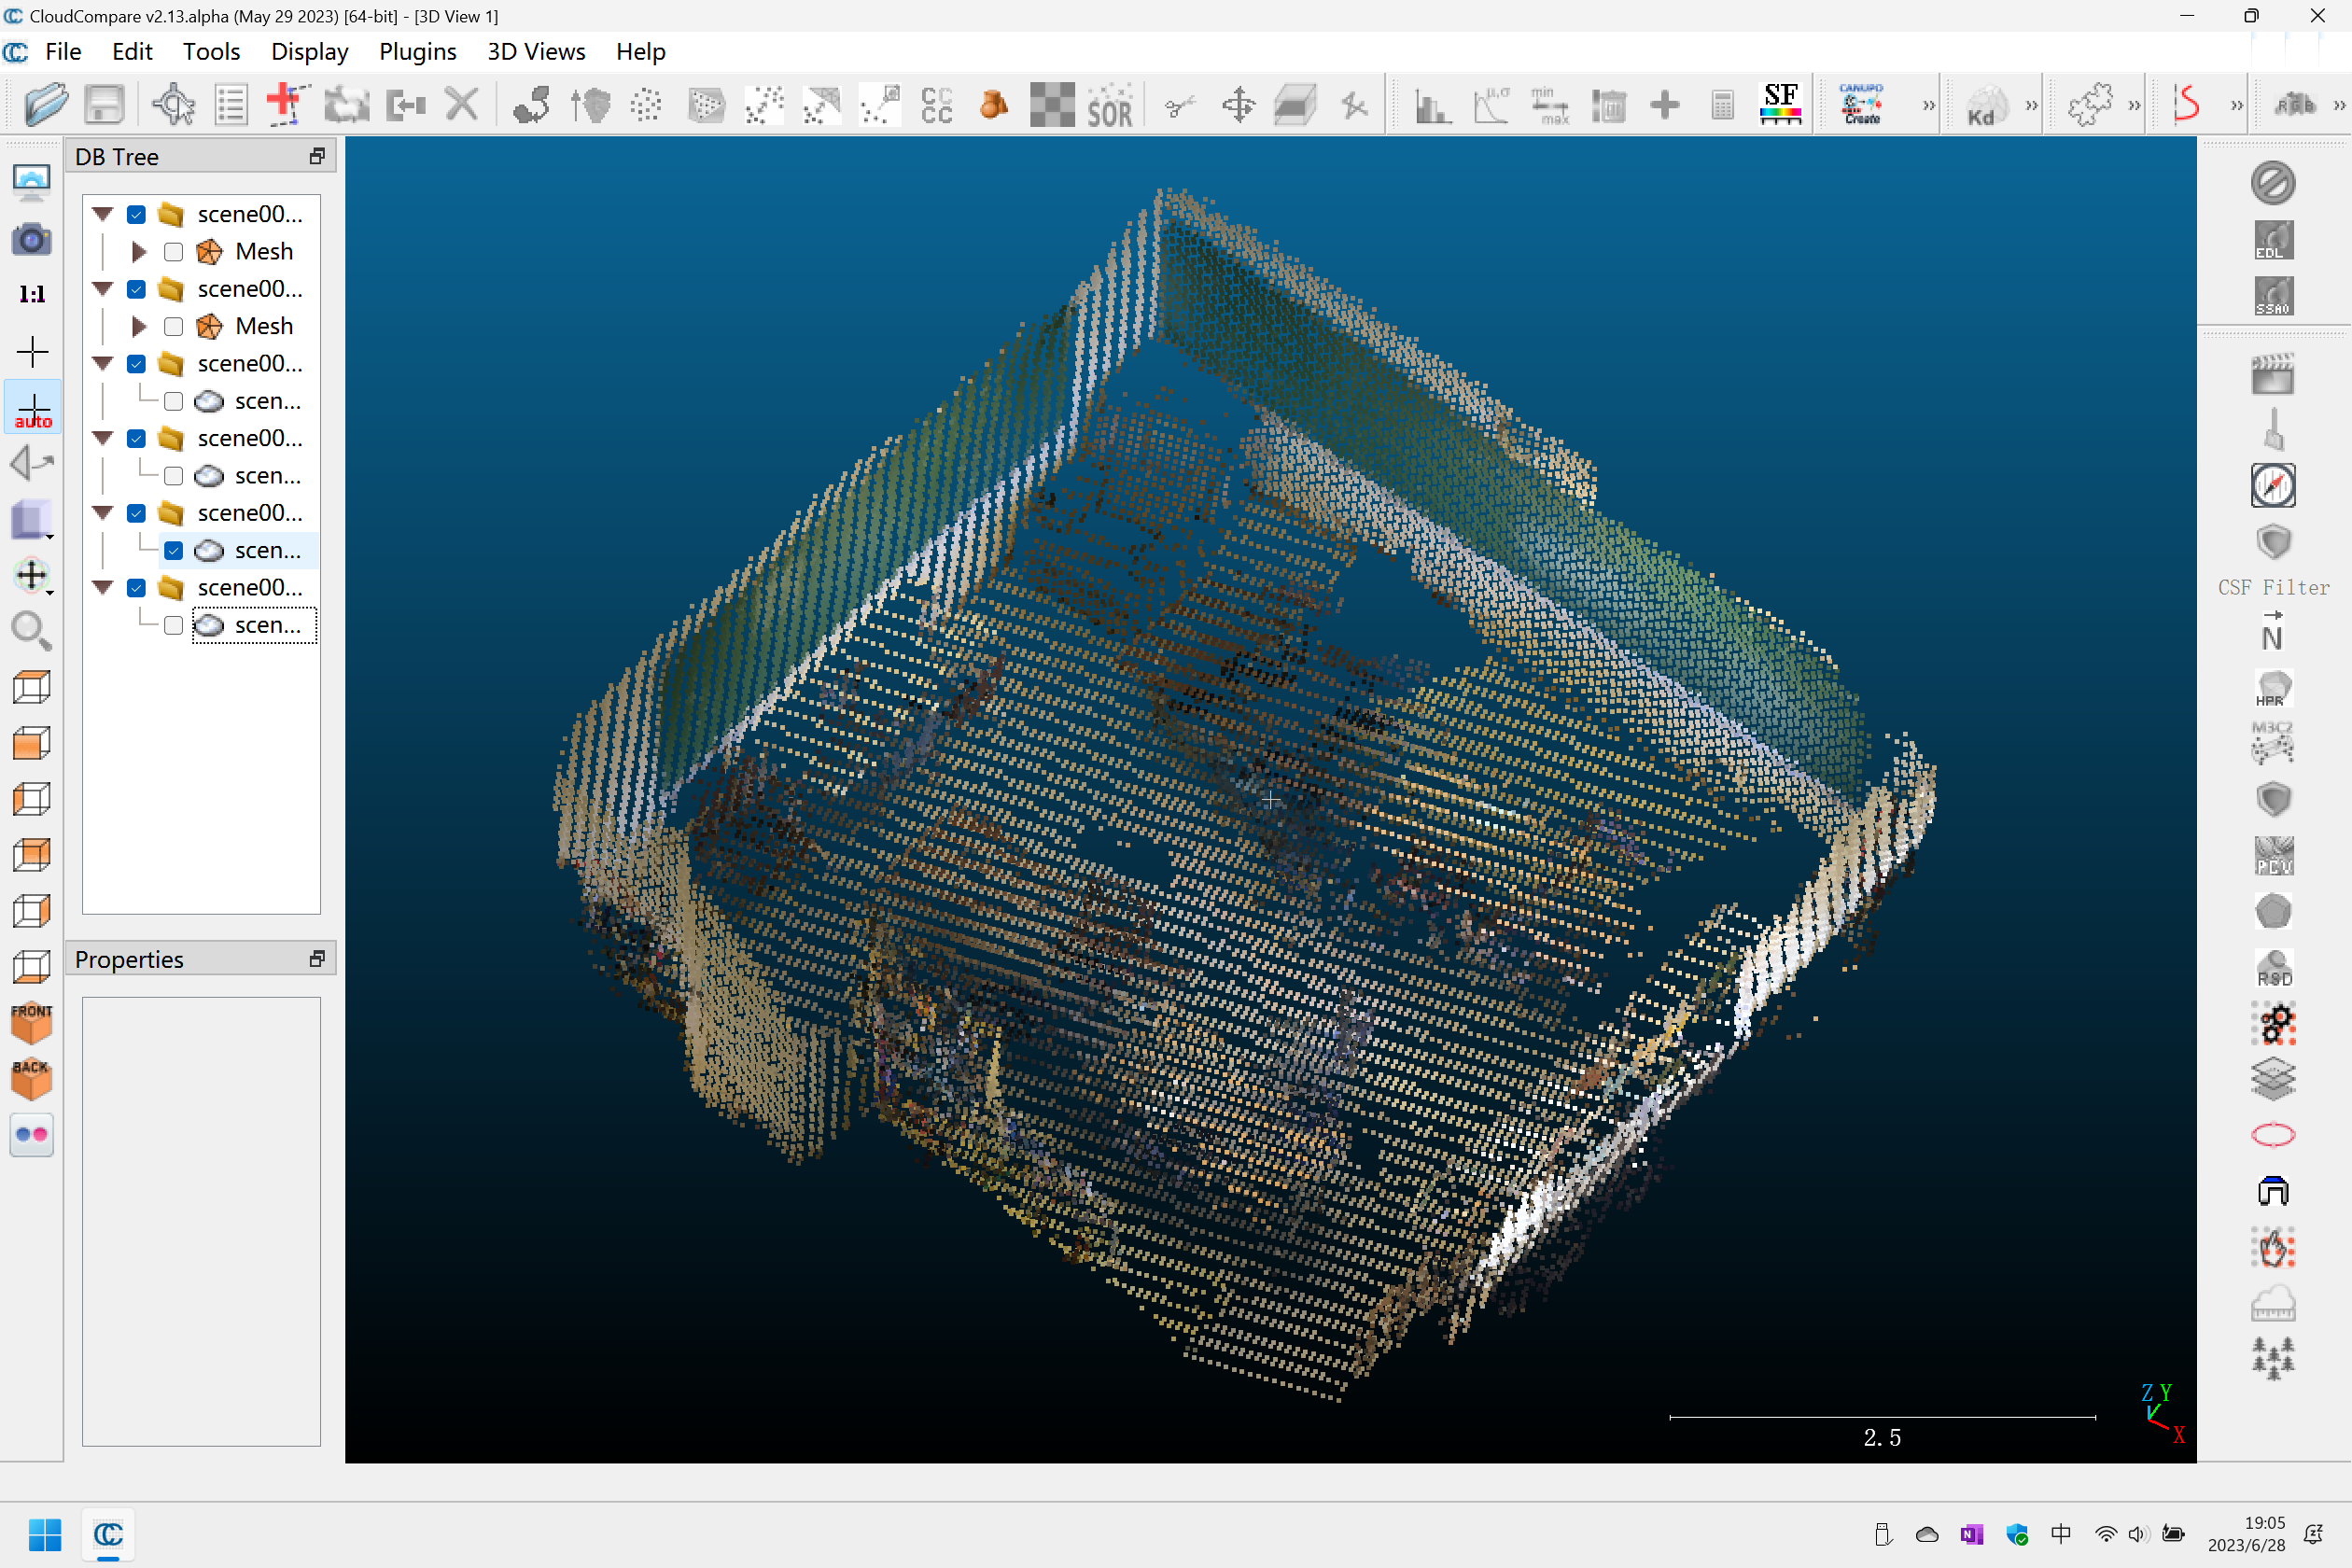 CloudCompare v2.13.alpha (May 29 2023) [64-bit] - [3D View 1]
File Edit Tools Display Plugins 3D Views Help
SOR
μ,σ
min
max
SF
CANUPO
Create
Kd
RGB
DB Tree
scene00...
Mesh
scene00...
Mesh
scene00...
scen...
scene00...
scen...
scene00...
scen...
scene00...
scen...
Properties
1:1
auto
FRONT
BACK
EDL
SSAO
CSF Filter
N
HPR
M3C2
PCV
RSD
2.5
Z Y
X
中
19:05
2023/6/28